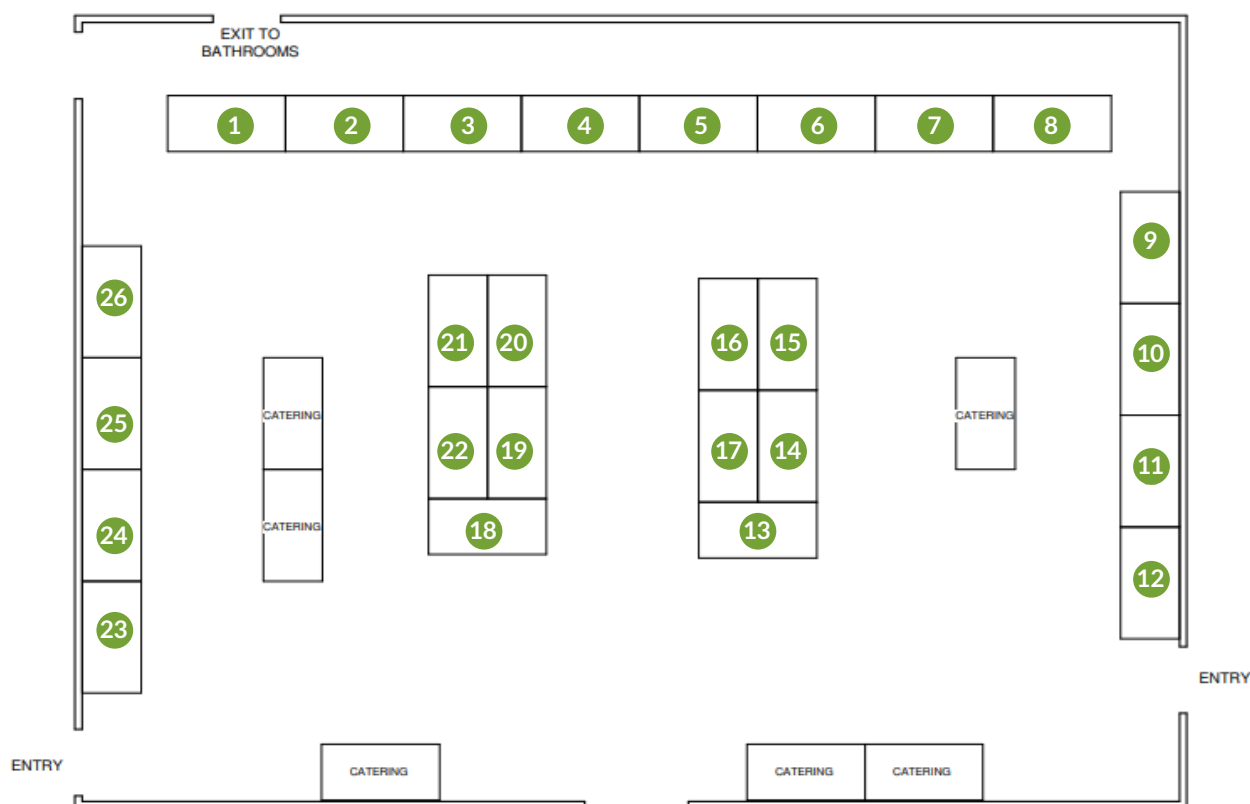 EXIT TO
BATHROOMS
1 2 3 4 5 6 7 8
9
26
21 20 16 15
10
CATERING CATERING
25
22 19 17 14
11
CATERING
18 13
24
12
23
ENTRY
ENTRY
CATERING CATERING CATERING